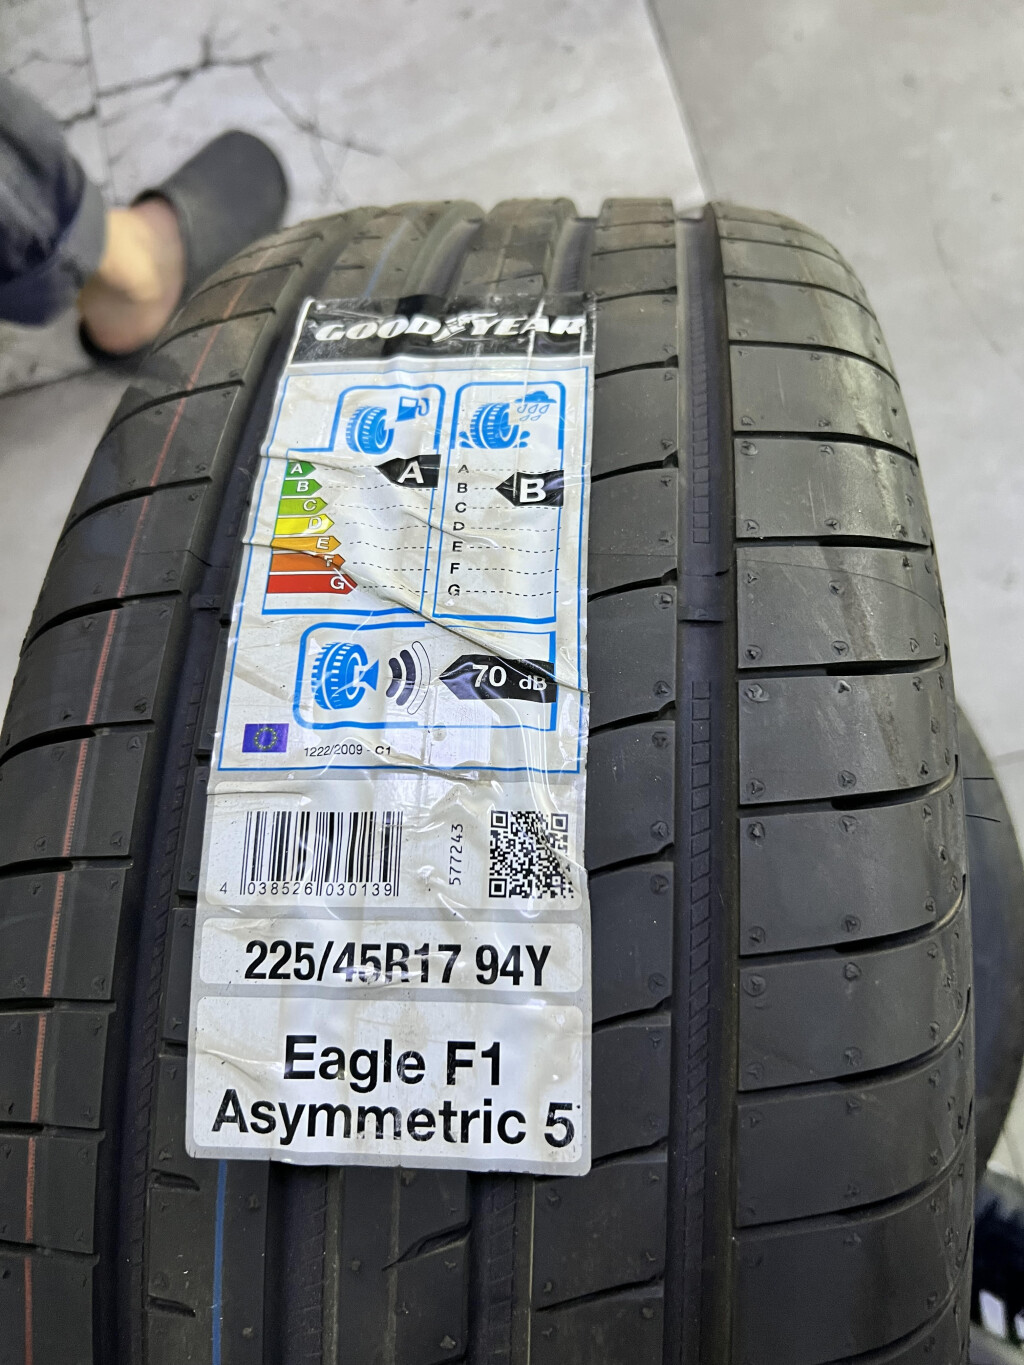 GOODYEAR
A
B
C
D
E
F
G
A
A
B
C
D
E
F
G
B
70 dB
1222/2009 - C1
4 038526 030139
577243
225/45R17 94Y
Eagle F1
Asymmetric 5